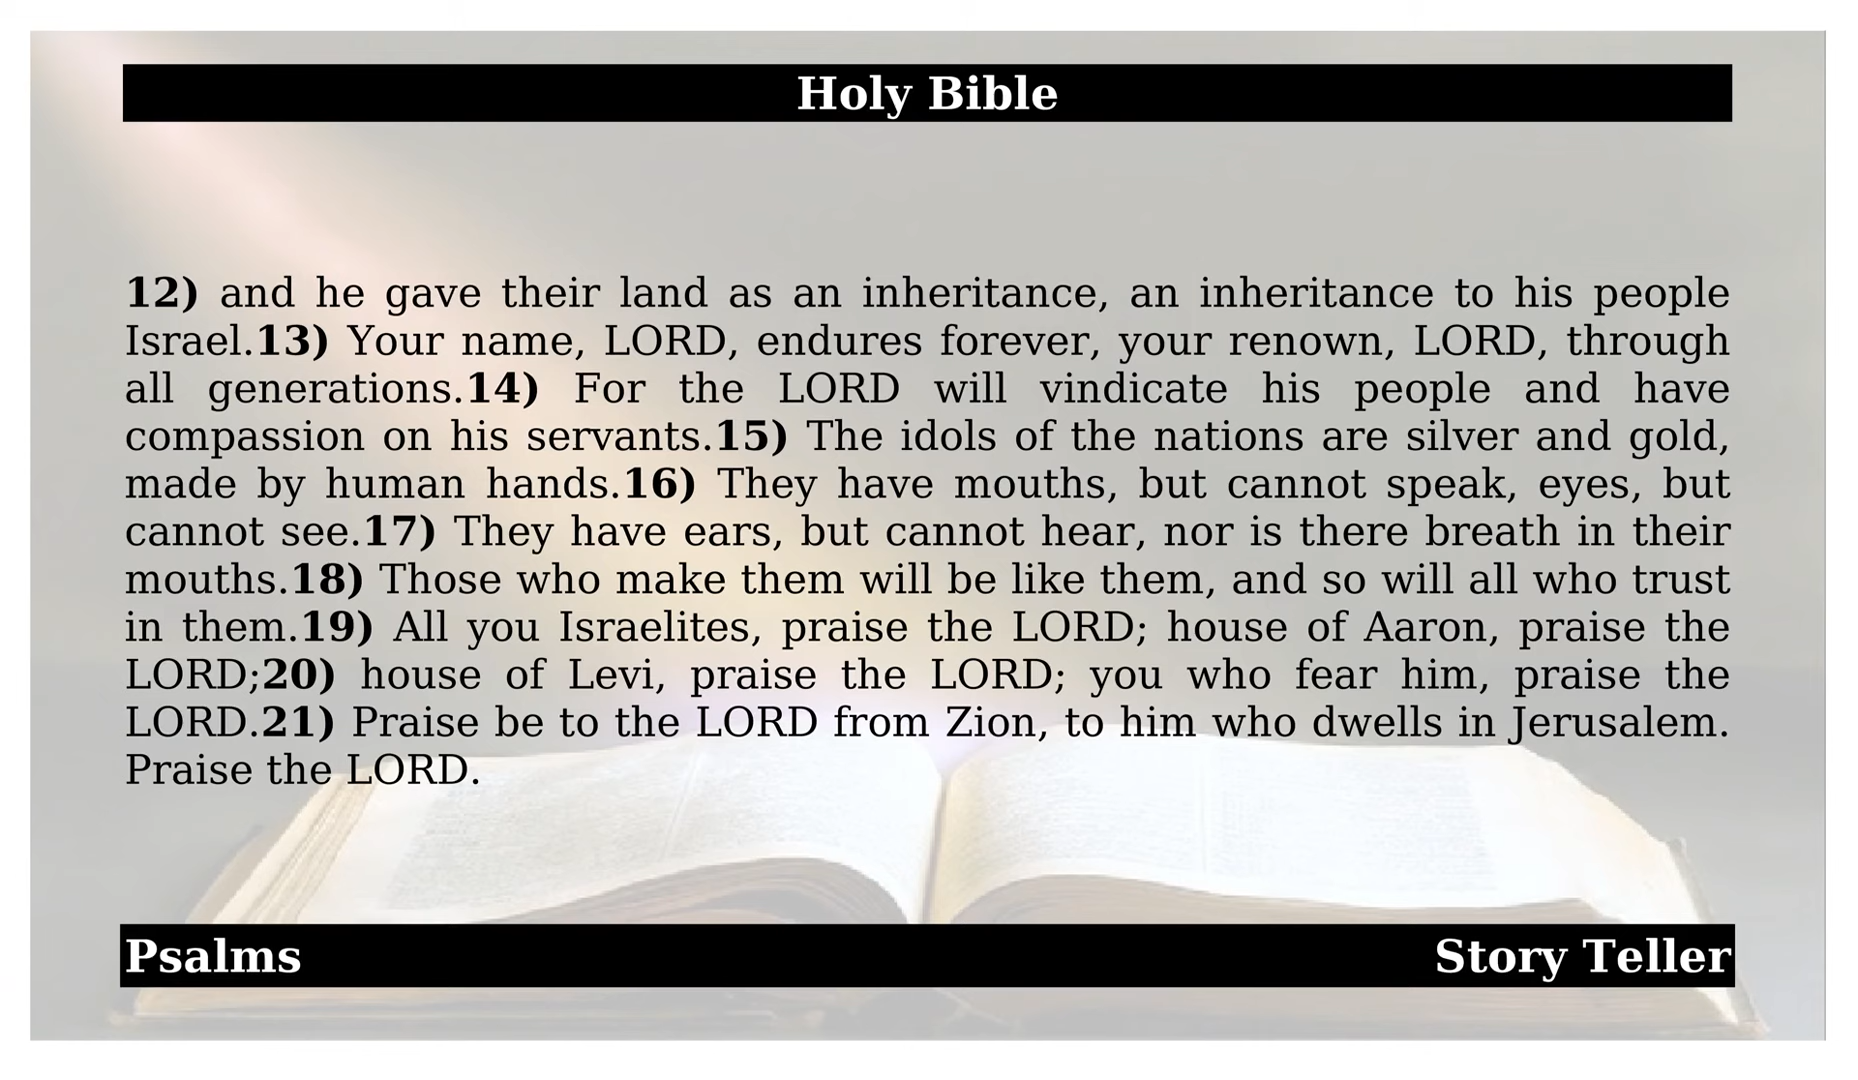 Holy Bible
12) and he gave their land as an inheritance, an inheritance to his people
Israel.13) Your name, LORD, endures forever, your renown, LORD, through
all generations.14) For the LORD will vindicate his people and have
compassion on his servants.15) The idols of the nations are silver and gold,
made by human hands.16) They have mouths, but cannot speak, eyes, but
cannot see.17) They have ears, but cannot hear, nor is there breath in their
mouths.18) Those who make them will be like them, and so will all who trust
in them.19) All you Israelites, praise the LORD; house of Aaron, praise the
LORD;20) house of Levi, praise the LORD; you who fear him, praise the
LORD.21) Praise be to the LORD from Zion, to him who dwells in Jerusalem.
Praise the LORD.
Psalms
Story Teller